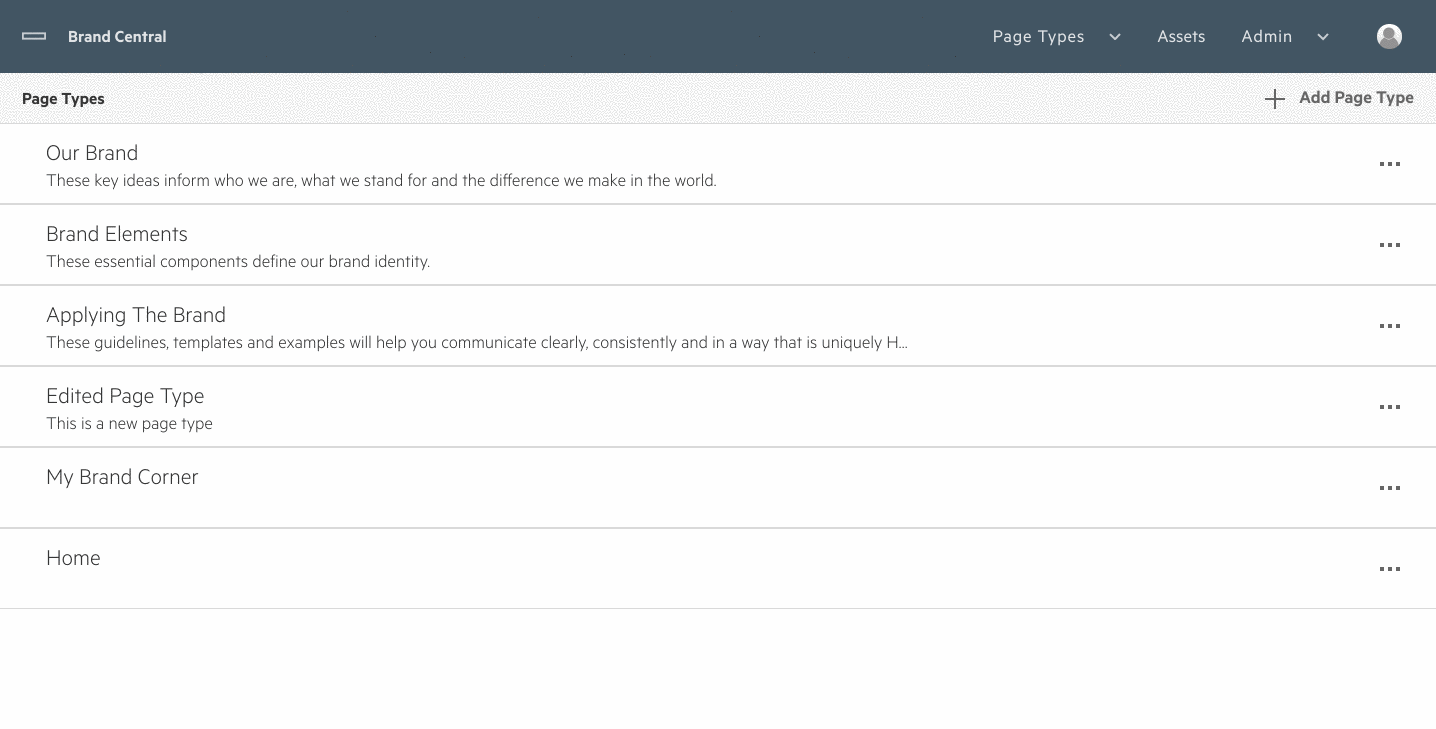 Brand Central
Page Types
Assets
Admin
Page Types
Add Page Type
Our Brand
These key ideas inform who we are, what we stand for and the difference we make in the world.
Brand Elements
These essential components define our brand identity.
Applying The Brand
These guidelines, templates and examples will help you communicate clearly, consistently and in a way that is uniquely H...
Edited Page Type
This is a new page type
My Brand Corner
Home